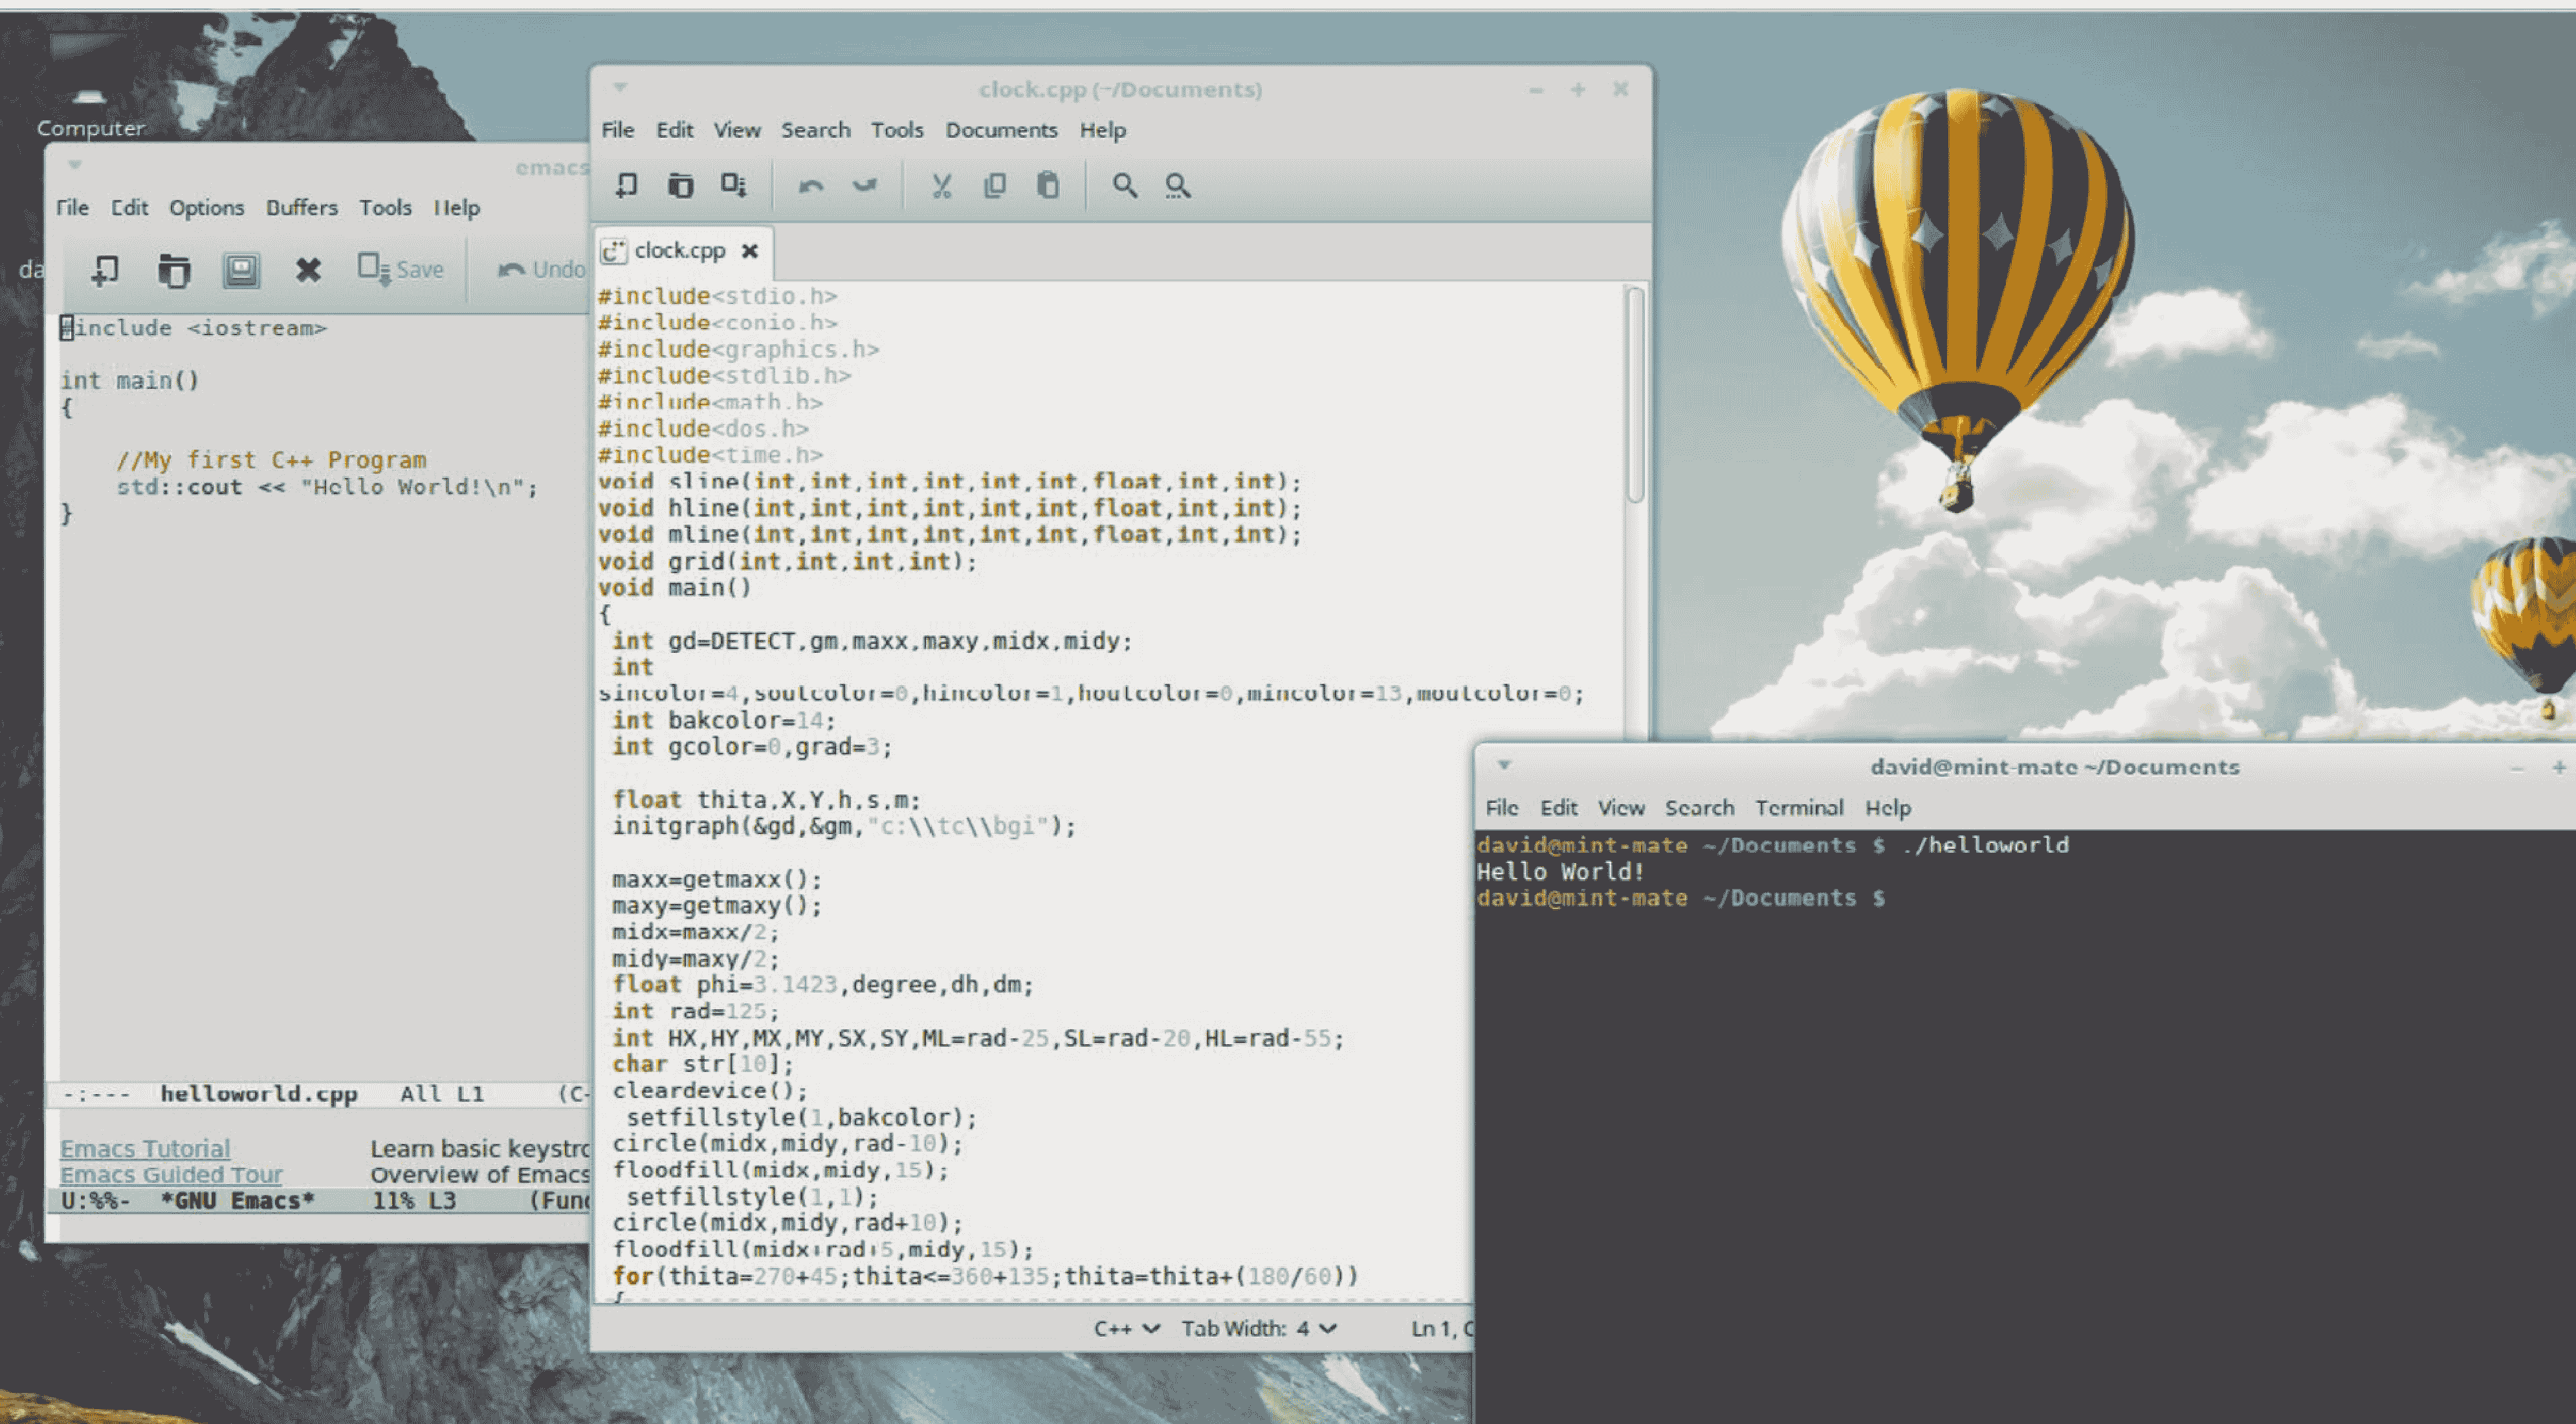 Computer
da
emacs
File Edit Options Buffers Tools Help
Save Undo
#include <iostream>
int main()
{
//My first C++ Program
std::cout << "Hello World!\n";
}
-:--- helloworld.cpp All L1 (C-
Emacs Tutorial Learn basic keystro
Emacs Guided Tour Overview of Emacs
U:%%- *GNU Emacs* 11% L3 (Fund
clock.cpp (~/Documents)
File Edit View Search Tools Documents Help
clock.cpp
#include<stdio.h>
#include<conio.h>
#include<graphics.h>
#include<stdlib.h>
#include<math.h>
#include<dos.h>
#include<time.h>
void sline(int,int,int,int,int,int,float,int,int);
void hline(int,int,int,int,int,int,float,int,int);
void mline(int,int,int,int,int,int,float,int,int);
void grid(int,int,int,int);
void main()
{
int gd=DETECT,gm,maxx,maxy,midx,midy;
int
sincolor=4,soutcolor=0,hincolor=1,houtcolor=0,mincolor=13,moutcolor=0;
int bakcolor=14;
int gcolor=0,grad=3;
float thita,X,Y,h,s,m;
initgraph(&gd,&gm,"c:\\tc\\bgi");
maxx=getmaxx();
maxy=getmaxy();
midx=maxx/2;
midy=maxy/2;
float phi=3.1423,degree,dh,dm;
int rad=125;
int HX,HY,MX,MY,SX,SY,ML=rad-25,SL=rad-20,HL=rad-55;
char str[10];
cleardevice();
setfillstyle(1,bakcolor);
circle(midx,midy,rad-10);
floodfill(midx,midy,15);
setfillstyle(1,1);
circle(midx,midy,rad+10);
floodfill(midx+rad+5,midy,15);
for(thita=270+45;thita<=360+135;thita=thita+(180/60))
{
C++ Tab Width: 4 Ln 1, C
david@mint-mate ~/Documents
File Edit View Search Terminal Help
david@mint-mate ~/Documents $ ./helloworld
Hello World!
david@mint-mate ~/Documents $